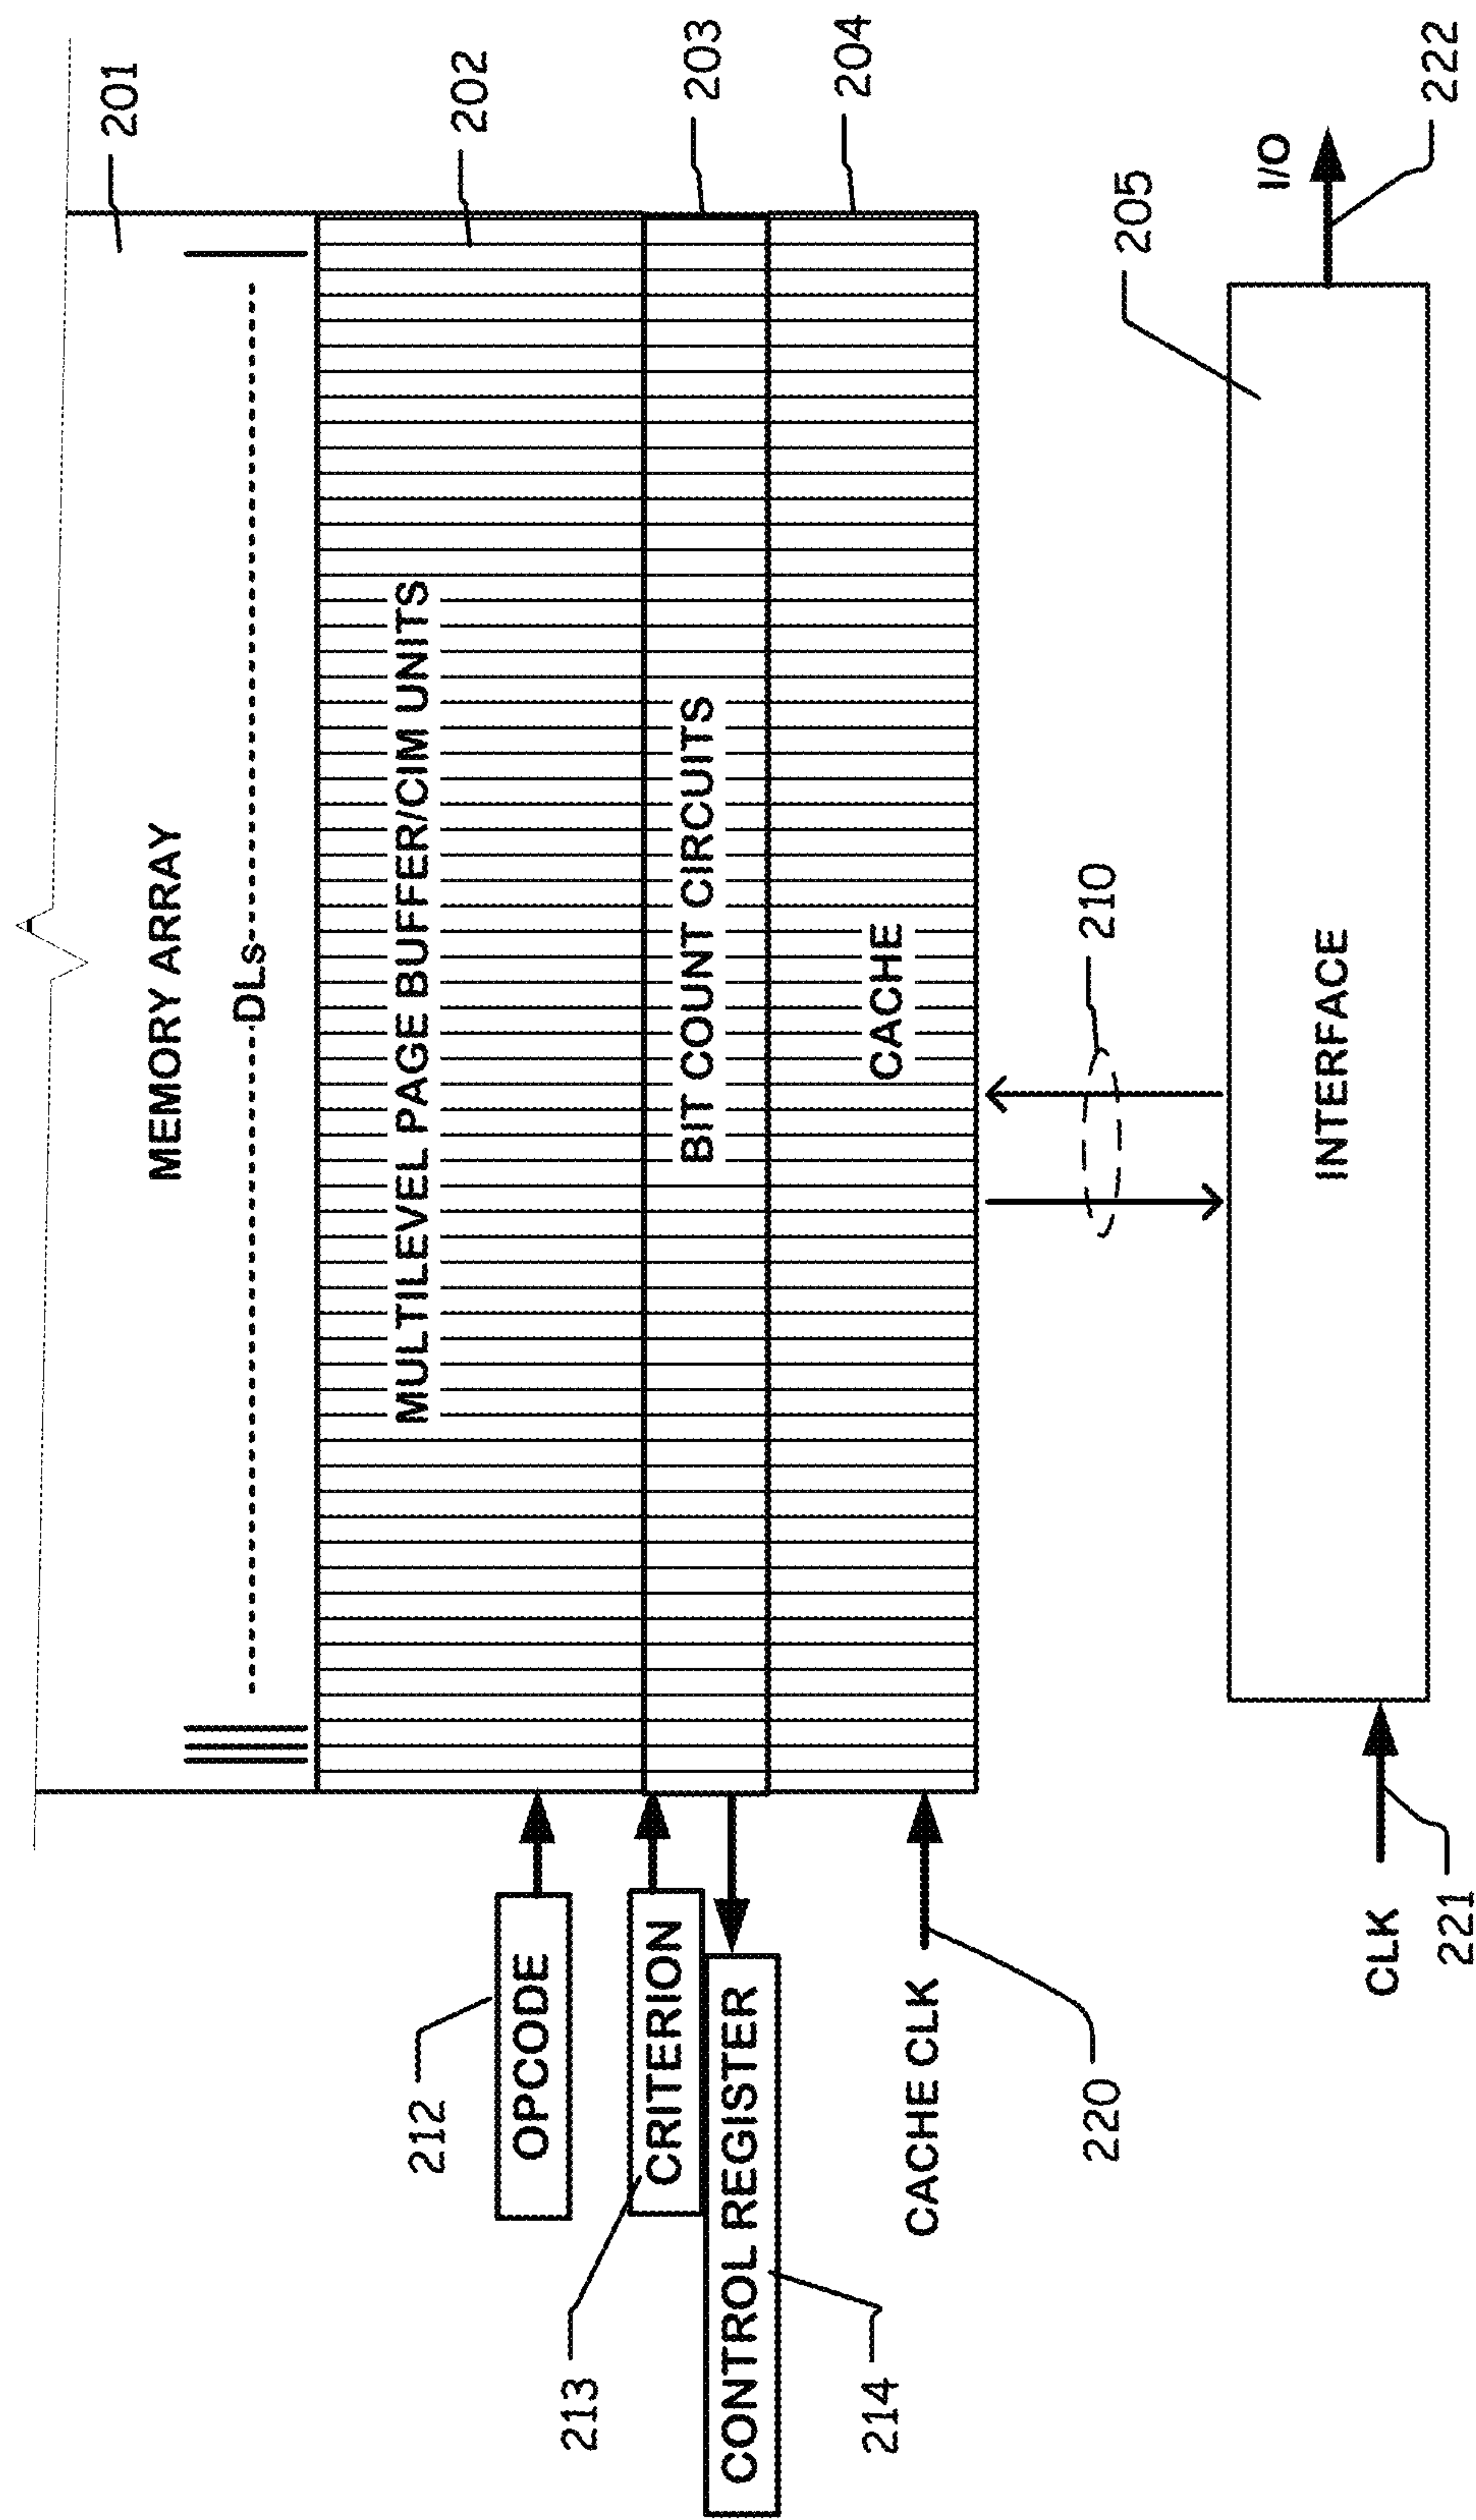 201
MEMORY ARRAY
DLs
202
MULTILEVEL PAGE BUFFER/CIM UNITS
212
OPCODE
203
213
CRITERION
BIT COUNT CIRCUITS
214
CONTROL REGISTER
204
CACHE
CACHE CLK
220
210
205
I/O
INTERFACE
CLK
221
222